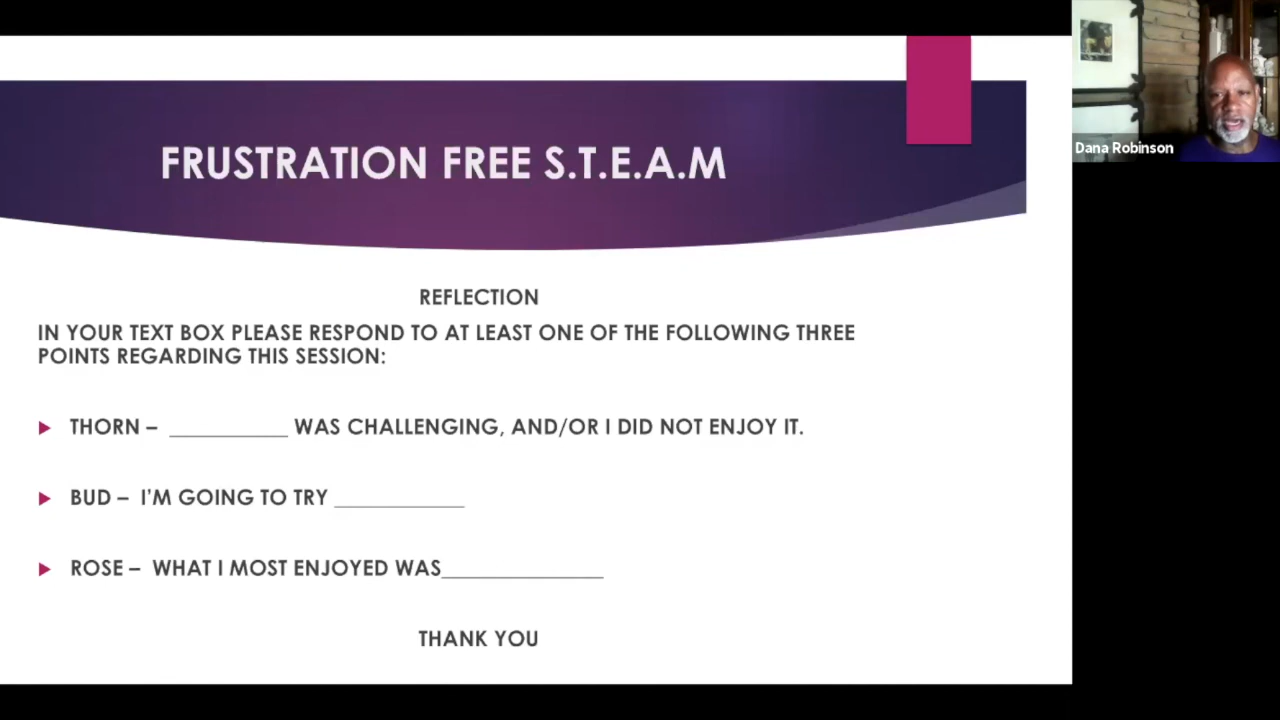 FRUSTRATION FREE S.T.E.A.M
Dana Robinson
REFLECTION
IN YOUR TEXT BOX PLEASE RESPOND TO AT LEAST ONE OF THE FOLLOWING THREE
POINTS REGARDING THIS SESSION:
THORN – ___________ WAS CHALLENGING, AND/OR I DID NOT ENJOY IT.
BUD – I'M GOING TO TRY ____________
ROSE – WHAT I MOST ENJOYED WAS_______________
THANK YOU